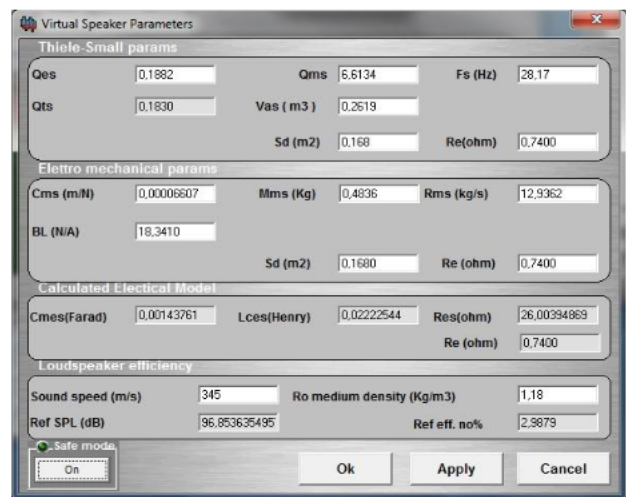 Virtual Speaker Parameters
Thiele-Small params
Qes 0,1882 Qms 6,6134 Fs (Hz) 28,17
Qts 0,1830 Vas ( m3 ) 0,2619
Sd (m2) 0,168 Re(ohm) 0,7400
Elettro mechanical params
Cms (m/N) 0,00006607 Mms (Kg) 0,4836 Rms (kg/s) 12,9362
BL (N/A) 18,3410
Sd (m2) 0,1680 Re (ohm) 0,7400
Calculated Electical Model
Cmes(Farad) 0,00143761 Lces(Henry) 0,02222544 Res(ohm) 26,00394869
Re (ohm) 0,7400
Loudspeaker efficiency
Sound speed (m/s) 345 Ro medium density (Kg/m3) 1,18
Ref SPL (dB) 96,853635495 Ref eff. no% 2,9879
Safe mode
On Ok Apply Cancel